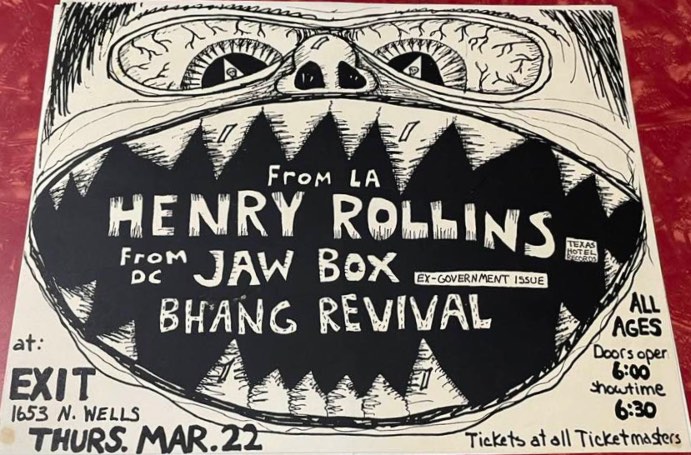 From LA
HENRY ROLLINS
TEXAS
HOTEL
RECORDS
From
DC
JAW BOX
EX-GOVERNMENT ISSUE
BHANG REVIVAL
at:
EXIT
1653 N. WELLS
THURS. MAR. 22
ALL
AGES
Doors open
6:00
Showtime
6:30
Tickets at all Ticketmasters